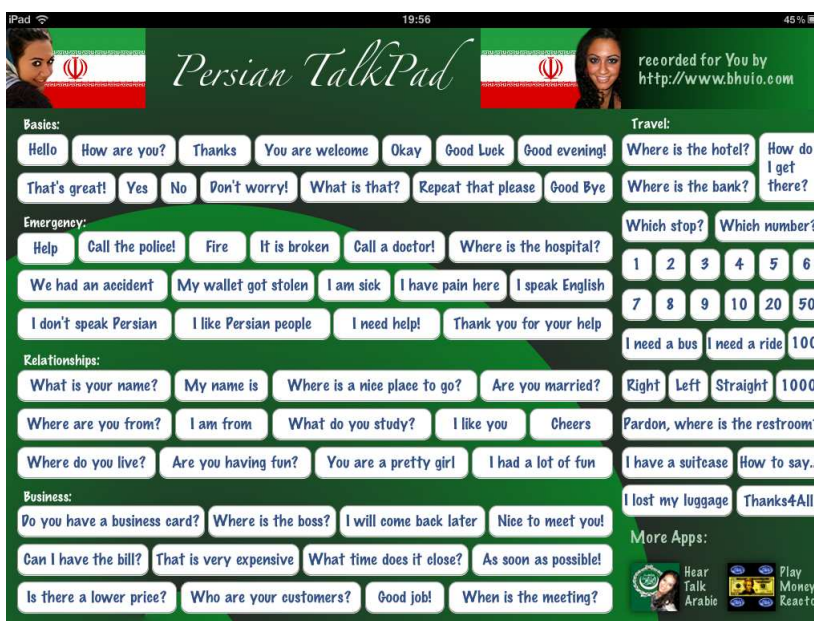 iPad 19:56 45%
Persian TalkPad
recorded for You by
http://www.bhuio.com
Basics:
Hello How are you? Thanks You are welcome Okay Good Luck Good evening!
That's great! Yes No Don't worry! What is that? Repeat that please Good Bye
Emergency:
Help Call the police! Fire It is broken Call a doctor! Where is the hospital?
We had an accident My wallet got stolen I am sick I have pain here I speak English
I don't speak Persian I like Persian people I need help! Thank you for your help
Relationships:
What is your name? My name is Where is a nice place to go? Are you married?
Where are you from? I am from What do you study? I like you Cheers
Where do you live? Are you having fun? You are a pretty girl I had a lot of fun
Business:
Do you have a business card? Where is the boss? I will come back later Nice to meet you!
Can I have the bill? That is very expensive What time does it close? As soon as possible!
Is there a lower price? Who are your customers? Good job! When is the meeting?
Travel:
Where is the hotel?
Where is the bank?
How do
I get
there?
Which stop? Which number?
1 2 3 4 5 6
7 8 9 10 20 50
I need a bus I need a ride 100
Right Left Straight 1000
Pardon, where is the restroom?
I have a suitcase How to say..
I lost my luggage Thanks4All
More Apps:
Hear
Talk
Arabic
Play
Money
Reacto